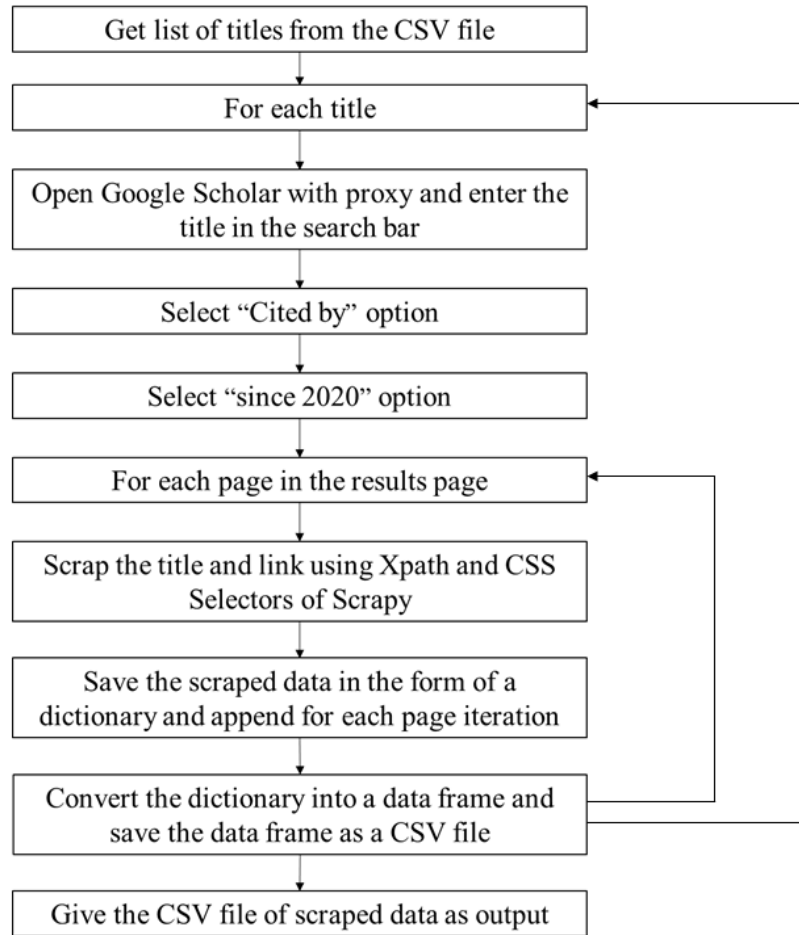 Get list of titles from the CSV file
For each title
Open Google Scholar with proxy and enter the
title in the search bar
Select “Cited by” option
Select “since 2020” option
For each page in the results page
Scrap the title and link using Xpath and CSS
Selectors of Scrapy
Save the scraped data in the form of a
dictionary and append for each page iteration
Convert the dictionary into a data frame and
save the data frame as a CSV file
Give the CSV file of scraped data as output